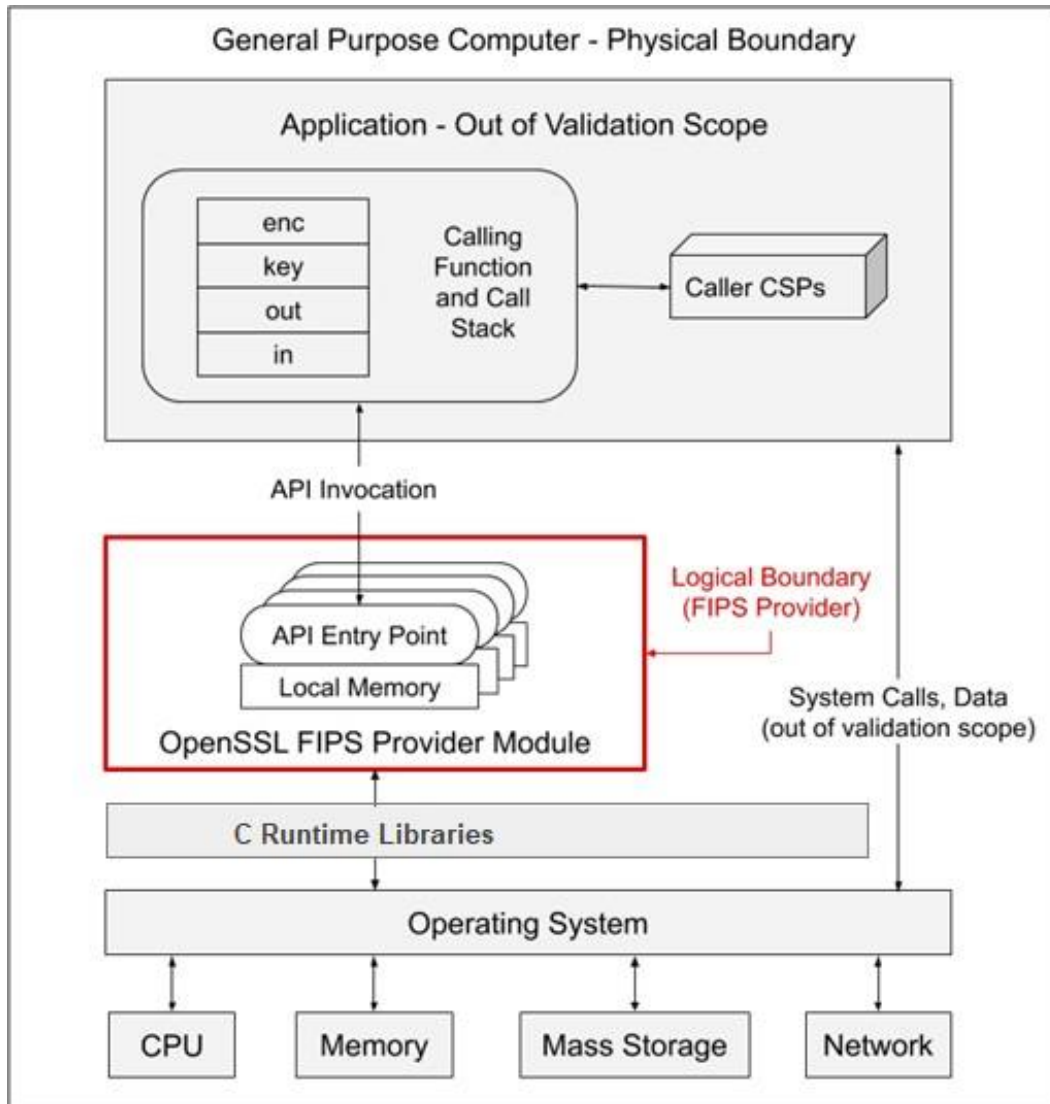 General Purpose Computer - Physical Boundary
Application - Out of Validation Scope
enc
key
out
in
Calling
Function
and Call
Stack
Caller CSPs
API Invocation
Logical Boundary
(FIPS Provider)
API Entry Point
Local Memory
OpenSSL FIPS Provider Module
System Calls, Data
(out of validation scope)
C Runtime Libraries
Operating System
CPU
Memory
Mass Storage
Network